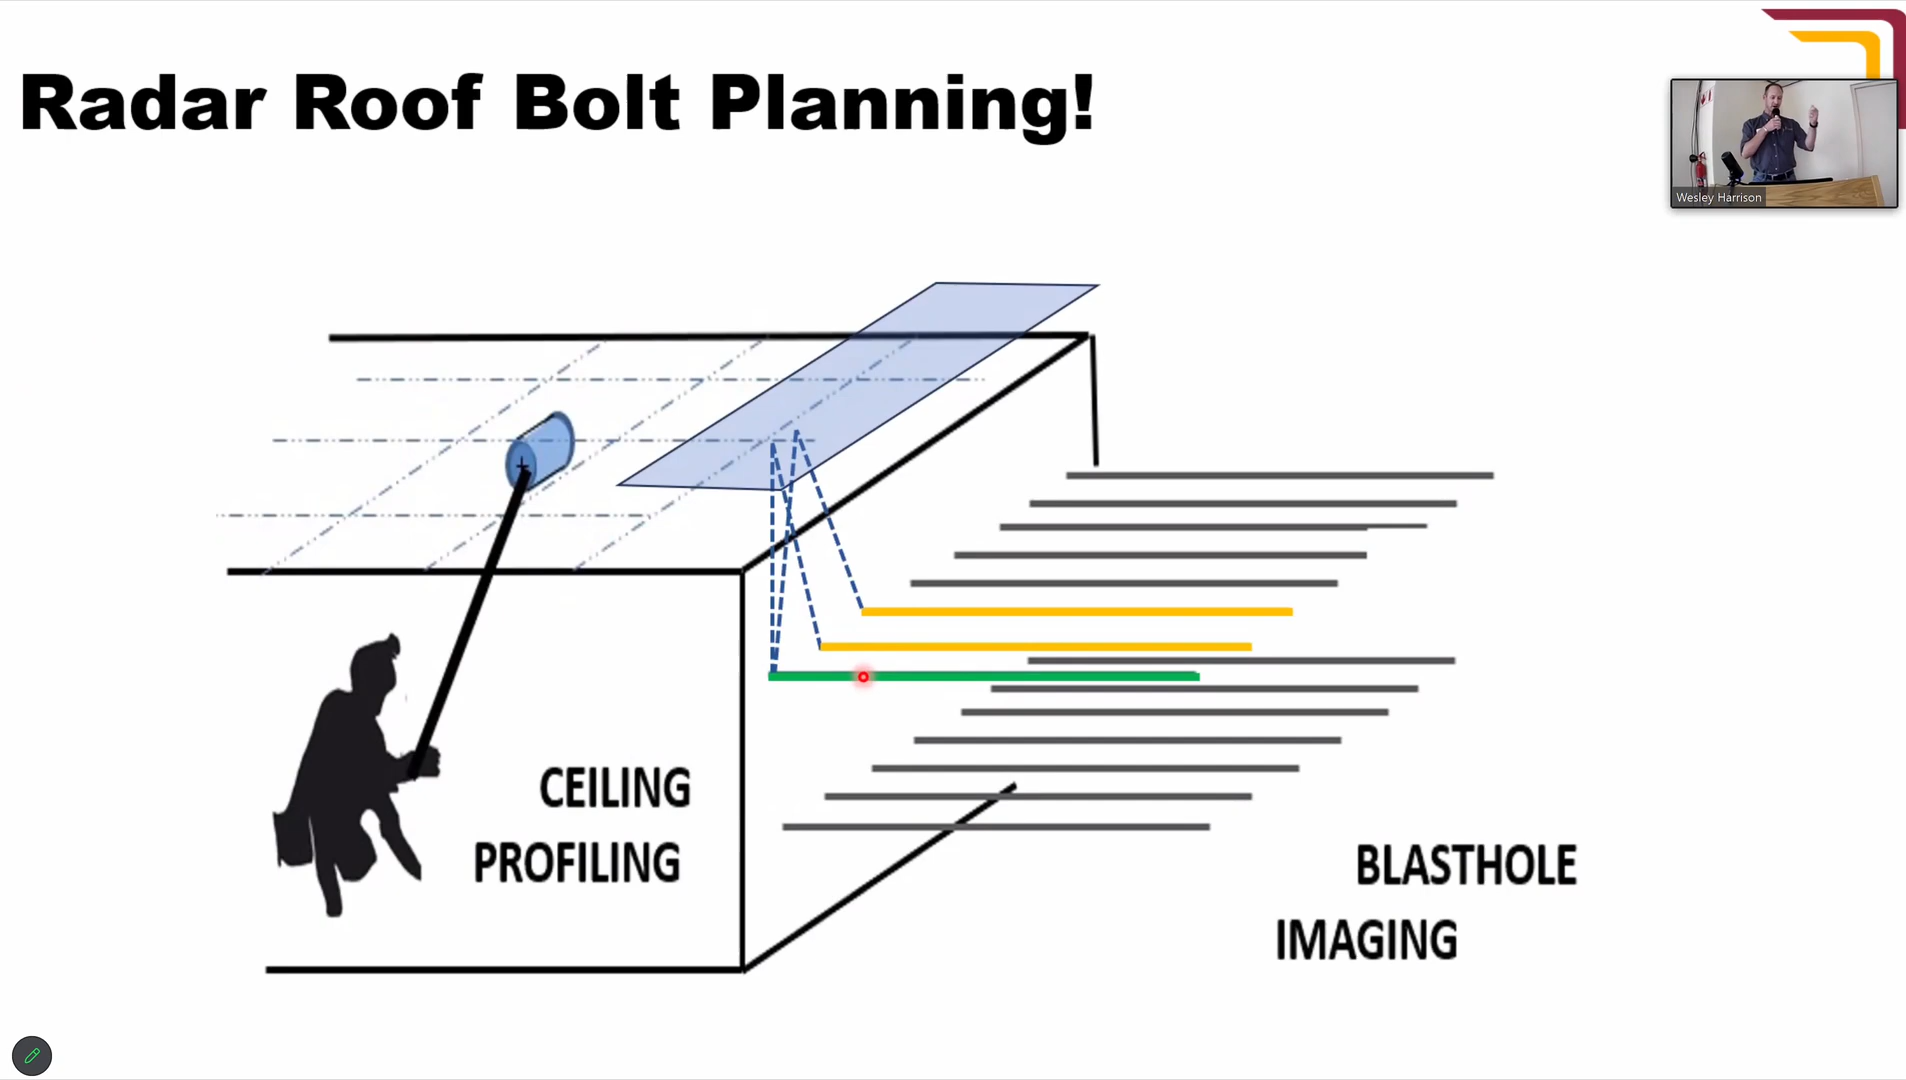 Radar Roof Bolt Planning!
Wesley Harrison
CEILING
PROFILING
BLASTHOLE
IMAGING